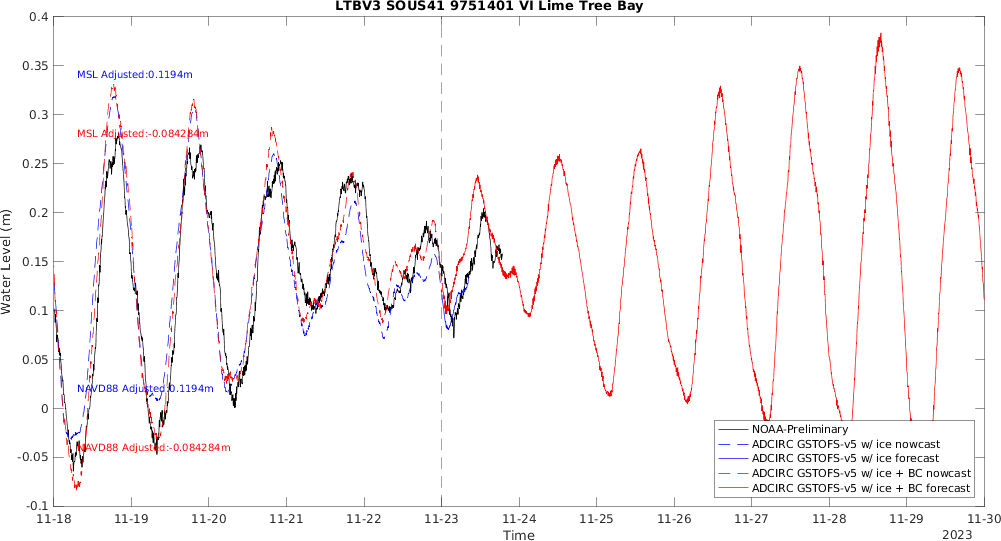 LTBV3 SOUS41 9751401 VI Lime Tree Bay
0.4
0.35
0.3
0.25
0.2
0.15
0.1
0.05
0
-0.05
-0.1
Water Level (m)
MSL Adjusted:0.1194m
MSL Adjusted:-0.084284m
NAVD88 Adjusted:0.1194m
NAVD88 Adjusted:-0.084284m
NOAA-Preliminary
ADCIRC GSTOFS-v5 w/ ice nowcast
ADCIRC GSTOFS-v5 w/ ice forecast
ADCIRC GSTOFS-v5 w/ ice + BC nowcast
ADCIRC GSTOFS-v5 w/ ice + BC forecast
11-18 11-19 11-20 11-21 11-22 11-23 11-24 11-25 11-26 11-27 11-28 11-29 11-30
Time
2023